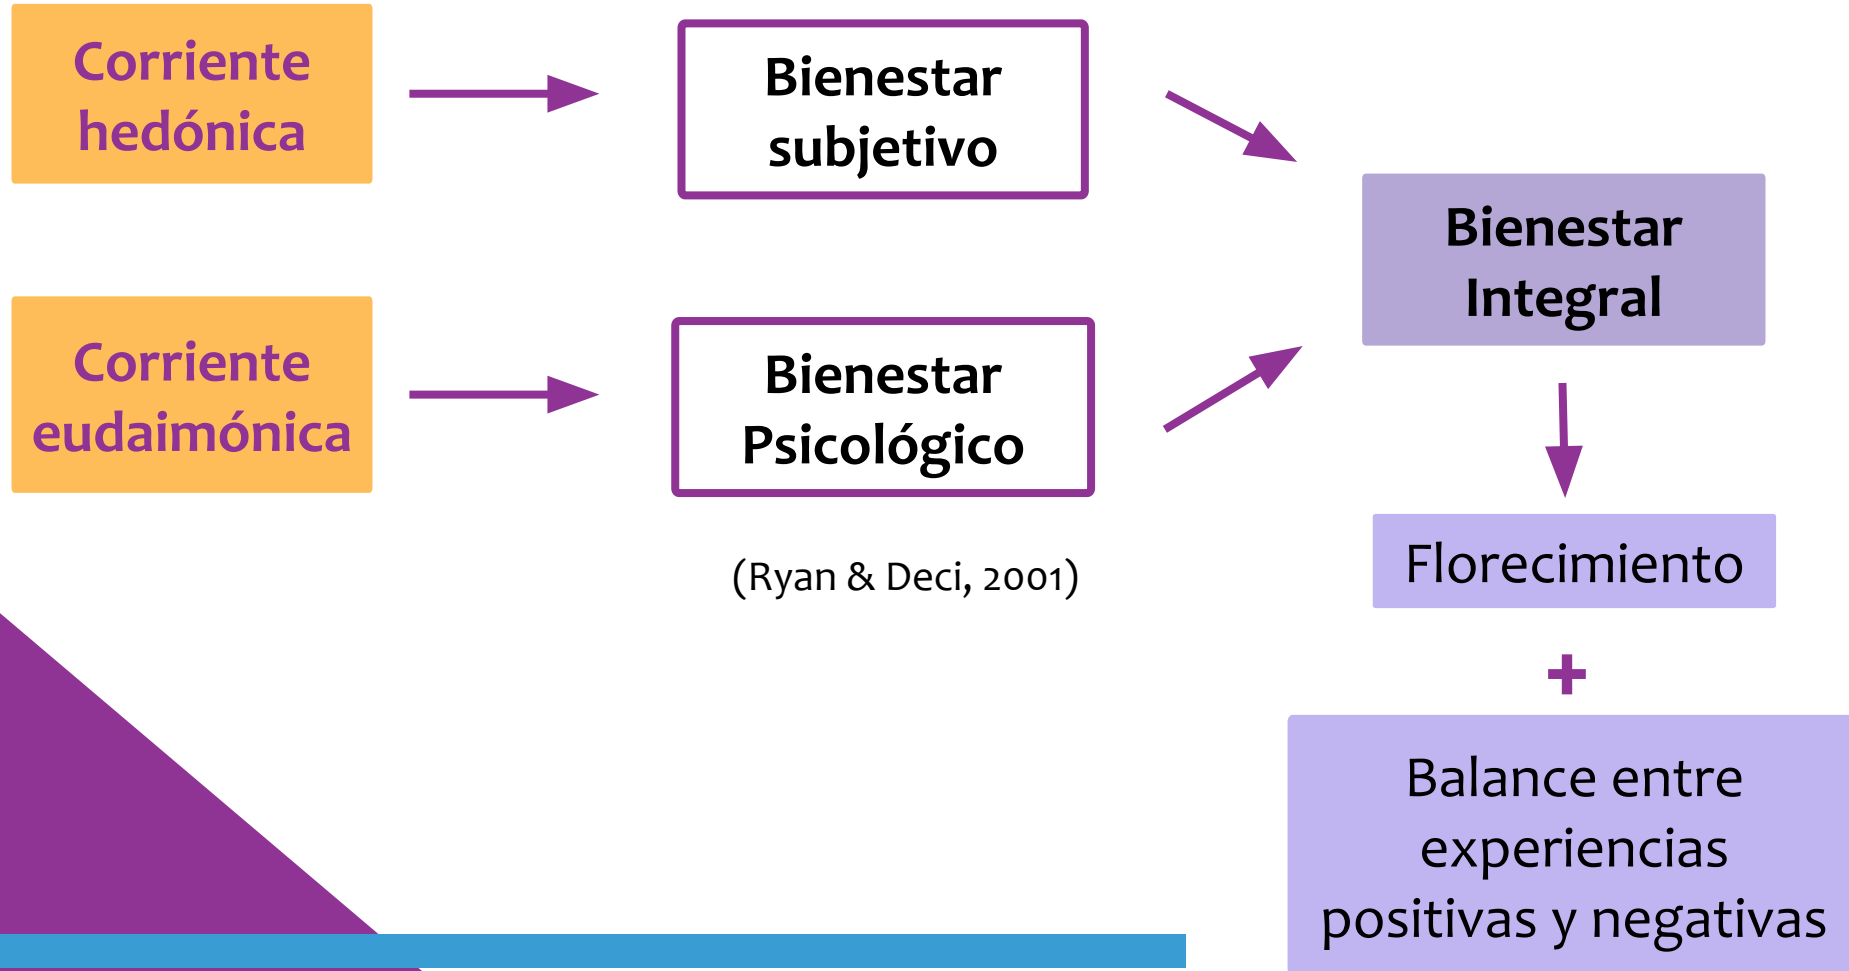 Corriente
hedónica
Bienestar
subjetivo
Corriente
eudaimónica
Bienestar
Psicológico
(Ryan & Deci, 2001)
Bienestar
Integral
Florecimiento
+
Balance entre
experiencias
positivas y negativas